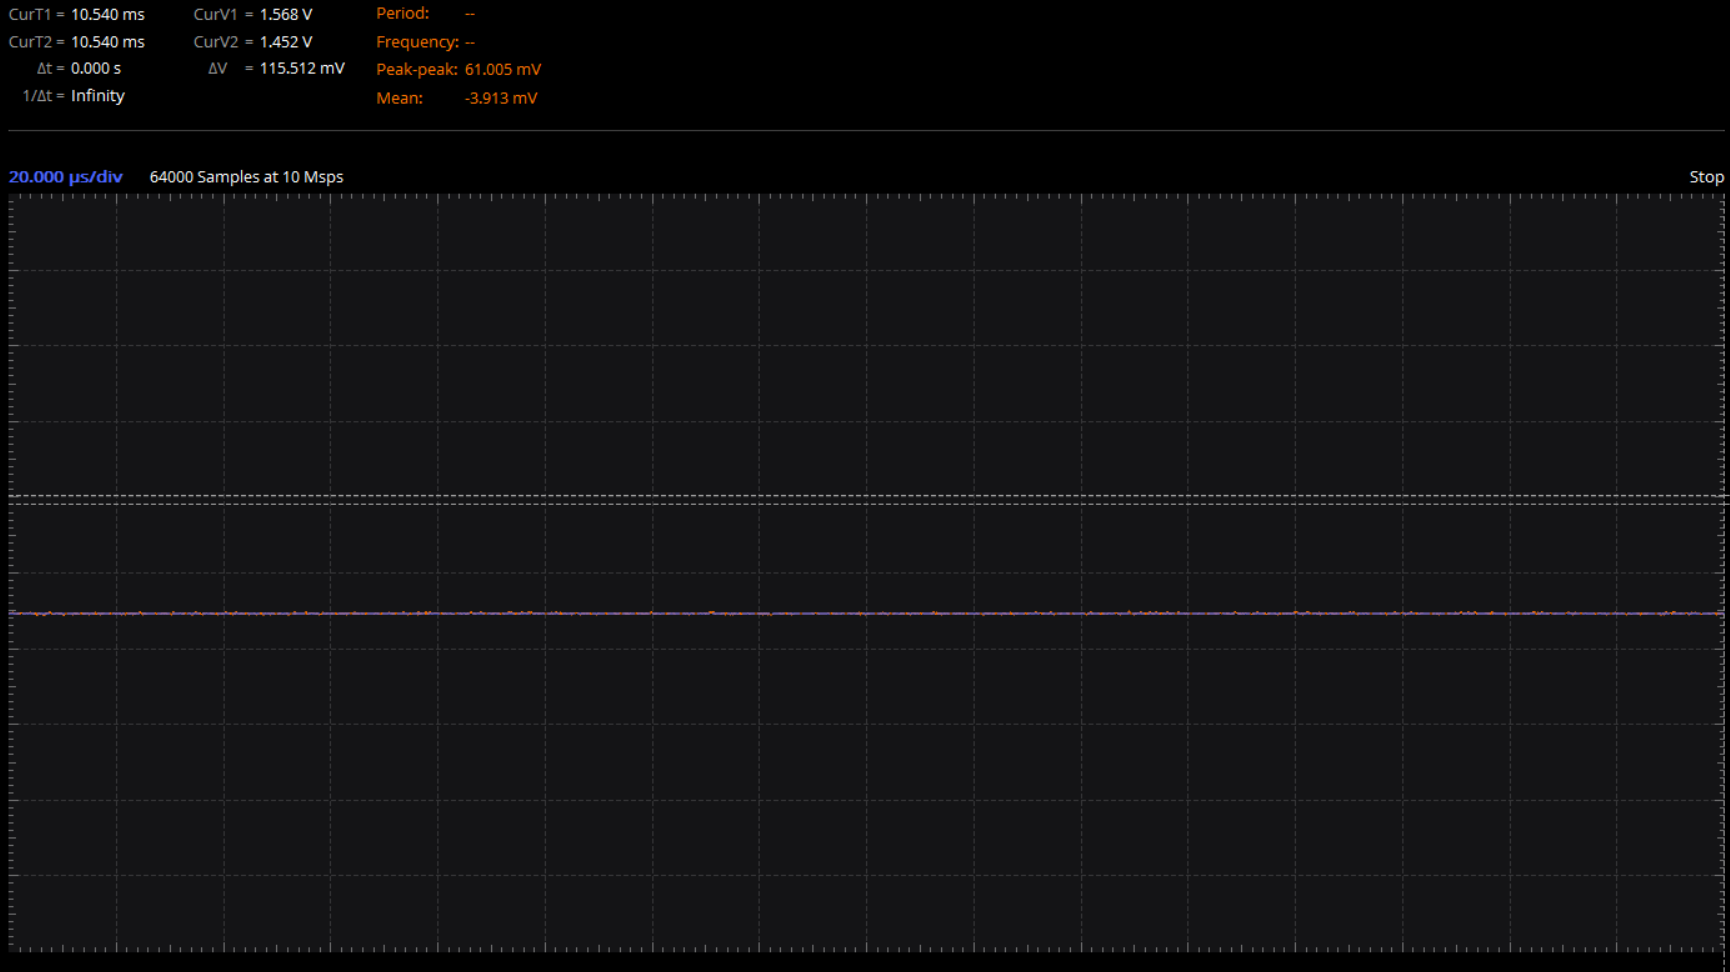 CurT1 = 10.540 ms CurV1 = 1.568 V Period: --
CurT2 = 10.540 ms CurV2 = 1.452 V Frequency: --
Δt = 0.000 s ΔV = 115.512 mV Peak-peak: 61.005 mV
1/Δt = Infinity Mean: -3.913 mV
20.000 µs/div 64000 Samples at 10 Msps Stop